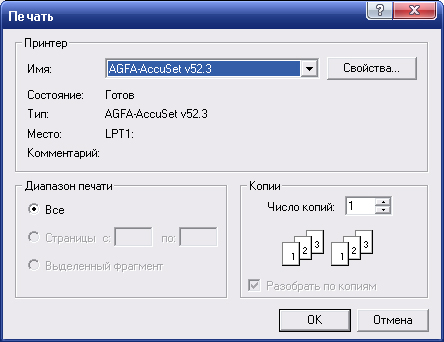 Печать
Принтер
Имя: AGFA-AccuSet v52.3 Свойства...
Состояние: Готов
Тип: AGFA-AccuSet v52.3
Место: LPT1:
Комментарий:
Диапазон печати
Все
Страницы с: по:
Выделенный фрагмент
Копии
Число копий: 1
1 2 3 1 2 3
Разобрать по копиям
OK Отмена